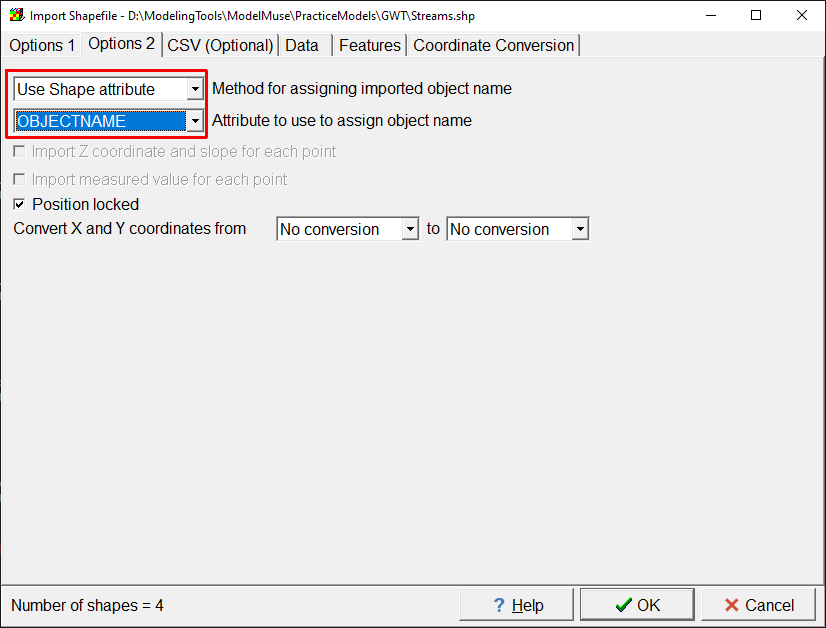 Import Shapefile - D:\ModelingTools\ModelMuse\PracticeModels\GWT\Streams.shp
Options 1 Options 2 CSV (Optional) Data Features Coordinate Conversion
Use Shape attribute Method for assigning imported object name
OBJECTNAME Attribute to use to assign object name
Import Z coordinate and slope for each point
Import measured value for each point
Position locked
Convert X and Y coordinates from No conversion to No conversion
Number of shapes = 4 ? Help OK Cancel